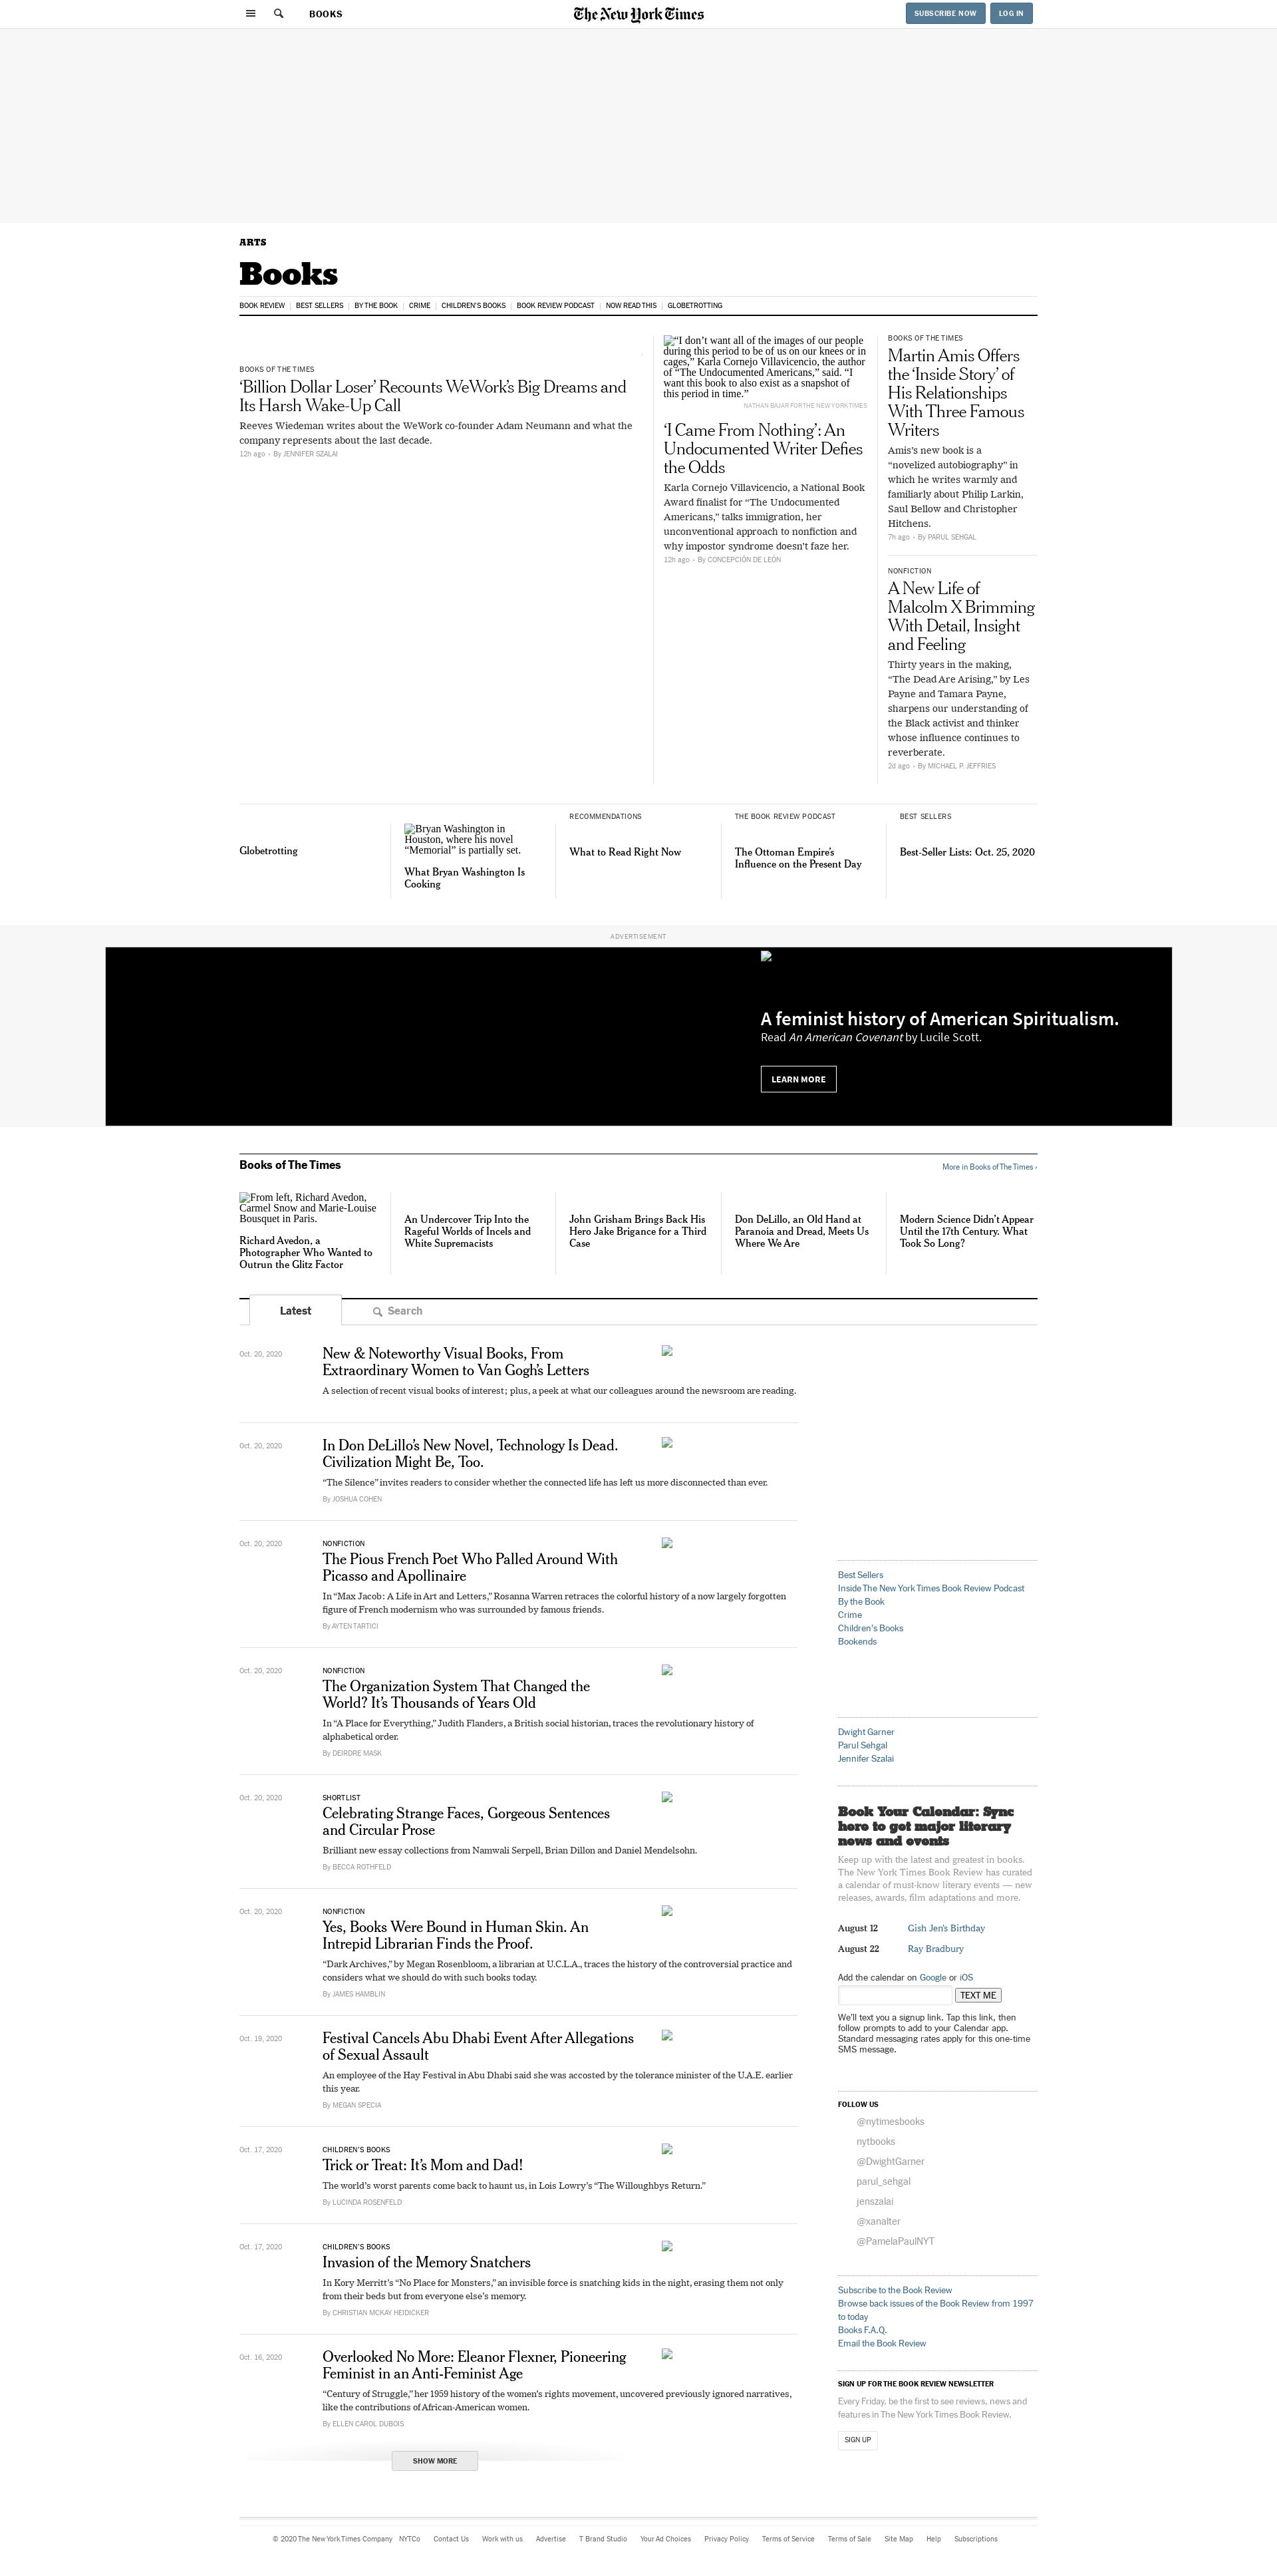 BOOKS
The New York Times
SUBSCRIBE NOW
LOG IN
ARTS
Books
BOOK REVIEW
BEST SELLERS
BY THE BOOK
CRIME
CHILDREN'S BOOKS
BOOK REVIEW PODCAST
NOW READ THIS
GLOBETROTTING
BOOKS OF THE TIMES
‘Billion Dollar Loser’ Recounts WeWork’s Big Dreams and
Its Harsh Wake-Up Call
Reeves Wiedeman writes about the WeWork co-founder Adam Neumann and what the
company represents about the last decade.
12h ago • By JENNIFER SZALAI
“I don’t want all of the images of our people
during this period to be of us on our knees or in
cages,” Karla Cornejo Villavicencio, the author
of “The Undocumented Americans,” said. “I
want this book to also exist as a snapshot of
this period in time.”
NATHAN BAJAR FOR THE NEW YORK TIMES
‘I Came From Nothing’: An
Undocumented Writer Defies
the Odds
Karla Cornejo Villavicencio, a National Book
Award finalist for “The Undocumented
Americans,” talks immigration, her
unconventional approach to nonfiction and
why impostor syndrome doesn’t faze her.
12h ago • By CONCEPCIÓN DE LEÓN
BOOKS OF THE TIMES
Martin Amis Offers
the ‘Inside Story’ of
His Relationships
With Three Famous
Writers
Amis’s new book is a
“novelized autobiography” in
which he writes warmly and
familiarly about Philip Larkin,
Saul Bellow and Christopher
Hitchens.
7h ago • By PARUL SEHGAL
NONFICTION
A New Life of
Malcolm X Brimming
With Detail, Insight
and Feeling
Thirty years in the making,
“The Dead Are Arising,” by Les
Payne and Tamara Payne,
sharpens our understanding of
the Black activist and thinker
whose influence continues to
reverberate.
2d ago • By MICHAEL P. JEFFRIES
Globetrotting
Bryan Washington in
Houston, where his novel
“Memorial” is partially set.
What Bryan Washington Is
Cooking
RECOMMENDATIONS
What to Read Right Now
THE BOOK REVIEW PODCAST
The Ottoman Empire’s
Influence on the Present Day
BEST SELLERS
Best-Seller Lists: Oct. 25, 2020
ADVERTISEMENT
A feminist history of American Spiritualism.
Read An American Covenant by Lucile Scott.
LEARN MORE
Books of The Times
More in Books of The Times ›
From left, Richard Avedon,
Carmel Snow and Marie-Louise
Bousquet in Paris.
Richard Avedon, a
Photographer Who Wanted to
Outrun the Glitz Factor
An Undercover Trip Into the
Rageful Worlds of Incels and
White Supremacists
John Grisham Brings Back His
Hero Jake Brigance for a Third
Case
Don DeLillo, an Old Hand at
Paranoia and Dread, Meets Us
Where We Are
Modern Science Didn’t Appear
Until the 17th Century. What
Took So Long?
Latest
Search
Oct. 20, 2020
New & Noteworthy Visual Books, From
Extraordinary Women to Van Gogh’s Letters
A selection of recent visual books of interest; plus, a peek at what our colleagues around the newsroom are reading.
Oct. 20, 2020
In Don DeLillo’s New Novel, Technology Is Dead.
Civilization Might Be, Too.
“The Silence” invites readers to consider whether the connected life has left us more disconnected than ever.
By JOSHUA COHEN
Oct. 20, 2020
NONFICTION
The Pious French Poet Who Palled Around With
Picasso and Apollinaire
In “Max Jacob: A Life in Art and Letters,” Rosanna Warren retraces the colorful history of a now largely forgotten
figure of French modernism who was surrounded by famous friends.
By AYTEN TARTICI
Oct. 20, 2020
NONFICTION
The Organization System That Changed the
World? It’s Thousands of Years Old
In “A Place for Everything,” Judith Flanders, a British social historian, traces the revolutionary history of
alphabetical order.
By DEIRDRE MASK
Oct. 20, 2020
SHORTLIST
Celebrating Strange Faces, Gorgeous Sentences
and Circular Prose
Brilliant new essay collections from Namwali Serpell, Brian Dillon and Daniel Mendelsohn.
By BECCA ROTHFELD
Oct. 20, 2020
NONFICTION
Yes, Books Were Bound in Human Skin. An
Intrepid Librarian Finds the Proof.
“Dark Archives,” by Megan Rosenbloom, a librarian at U.C.L.A., traces the history of the controversial practice and
considers what we should do with such books today.
By JAMES HAMBLIN
Oct. 19, 2020
Festival Cancels Abu Dhabi Event After Allegations
of Sexual Assault
An employee of the Hay Festival in Abu Dhabi said she was accosted by the tolerance minister of the U.A.E. earlier
this year.
By MEGAN SPECIA
Oct. 17, 2020
CHILDREN’S BOOKS
Trick or Treat: It’s Mom and Dad!
The world’s worst parents come back to haunt us, in Lois Lowry’s “The Willoughbys Return.”
By LUCINDA ROSENFELD
Oct. 17, 2020
CHILDREN’S BOOKS
Invasion of the Memory Snatchers
In Kory Merritt’s “No Place for Monsters,” an invisible force is snatching kids in the night, erasing them not only
from their beds but from everyone else’s memory.
By CHRISTIAN MCKAY HEIDICKER
Oct. 16, 2020
Overlooked No More: Eleanor Flexner, Pioneering
Feminist in an Anti-Feminist Age
“Century of Struggle,” her 1959 history of the women’s rights movement, uncovered previously ignored narratives,
like the contributions of African-American women.
By ELLEN CAROL DUBOIS
SHOW MORE
Best Sellers
Inside The New York Times Book Review Podcast
By the Book
Crime
Children's Books
Bookends
Dwight Garner
Parul Sehgal
Jennifer Szalai
Book Your Calendar: Sync
here to get major literary
news and events
Keep up with the latest and greatest in books.
The New York Times Book Review has curated
a calendar of must-know literary events — new
releases, awards, film adaptations and more.
August 12 Gish Jen's Birthday
August 22 Ray Bradbury
Add the calendar on Google or iOS
TEXT ME
We'll text you a signup link. Tap this link, then
follow prompts to add to your Calendar app.
Standard messaging rates apply for this one-time
SMS message.
FOLLOW US
@nytimesbooks
nytbooks
@DwightGarner
parul_sehgal
jenszalai
@xanalter
@PamelaPaulNYT
Subscribe to the Book Review
Browse back issues of the Book Review from 1997
to today
Books F.A.Q.
Email the Book Review
SIGN UP FOR THE BOOK REVIEW NEWSLETTER
Every Friday, be the first to see reviews, news and
features in The New York Times Book Review.
SIGN UP
© 2020 The New York Times Company
NYTCo
Contact Us
Work with us
Advertise
T Brand Studio
Your Ad Choices
Privacy Policy
Terms of Service
Terms of Sale
Site Map
Help
Subscriptions